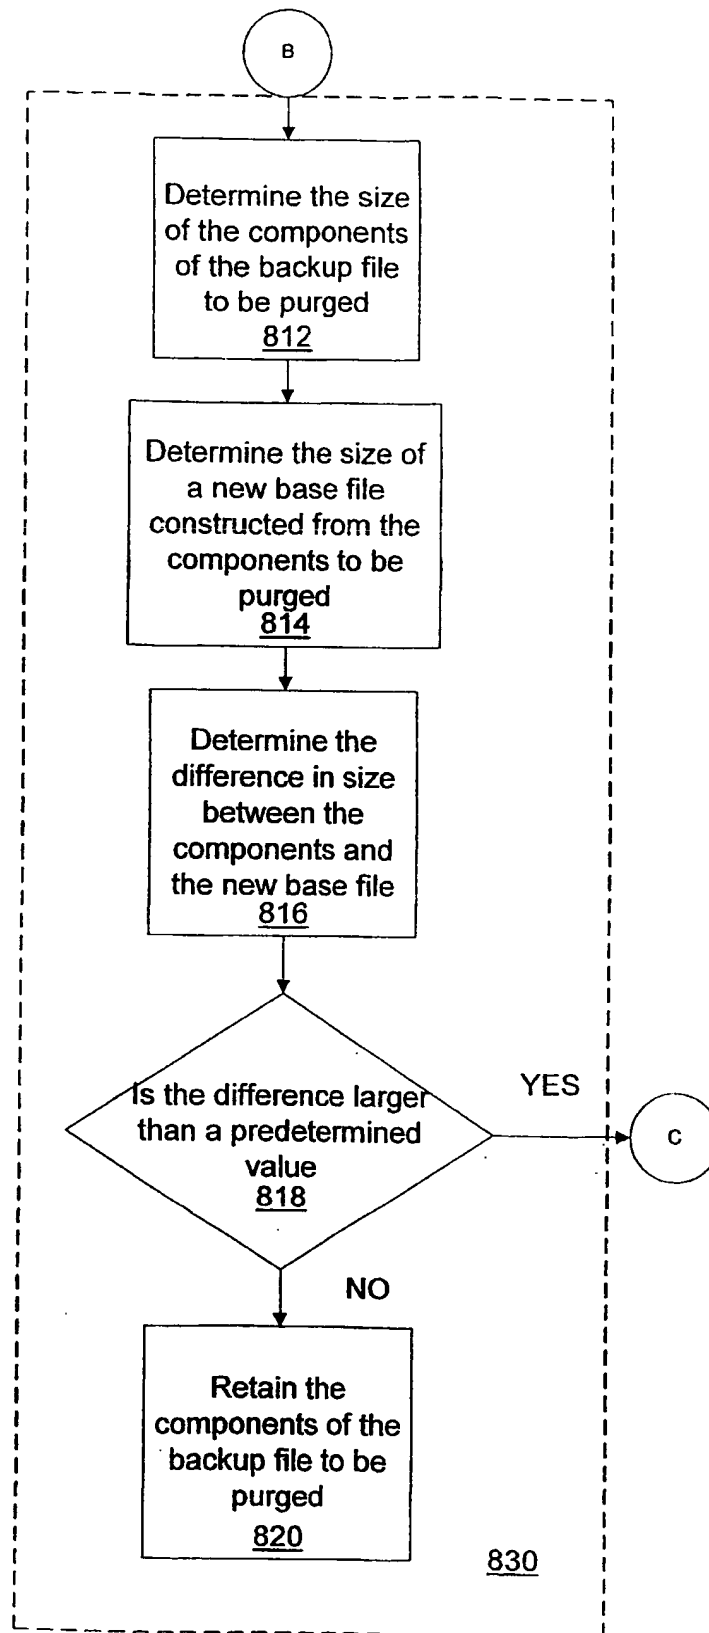 B
Determine the size
of the components
of the backup file
to be purged
812
Determine the size of
a new base file
constructed from the
components to be
purged
814
Determine the
difference in size
between the
components and
the new base file
816
Is the difference larger
than a predetermined
value
818
YES
C
NO
Retain the
components of the
backup file to be
purged
820
830